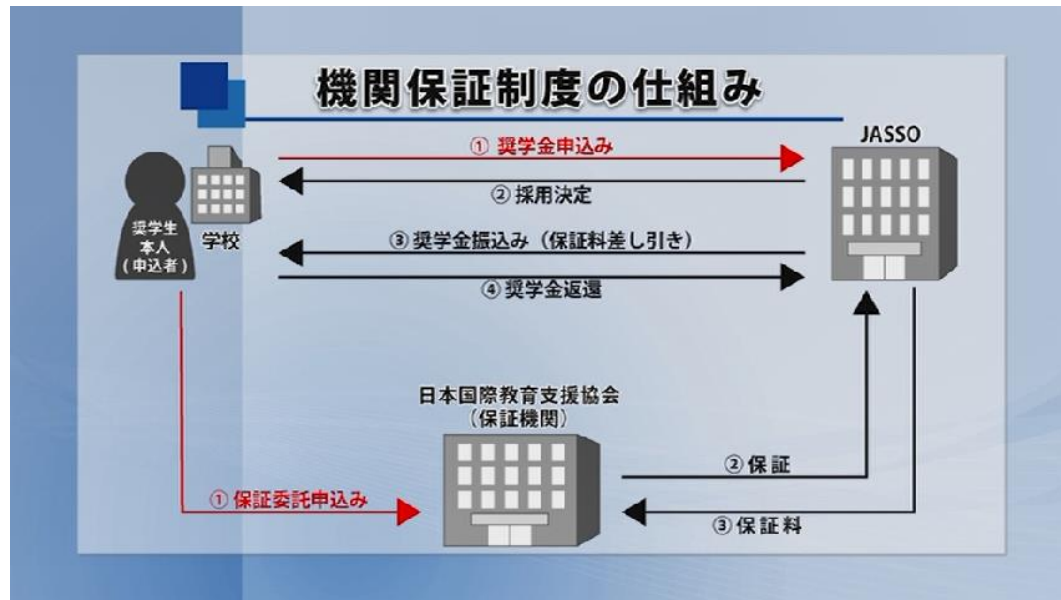 機関保証制度の仕組み
JASSO
① 奨学金申込み
② 採用決定
奨学生
本人
(申込者)
学校
③ 奨学金振込み（保証料差し引き）
④ 奨学金返還
日本国際教育支援協会
（保証機関）
② 保証
① 保証委託申込み
③ 保証料